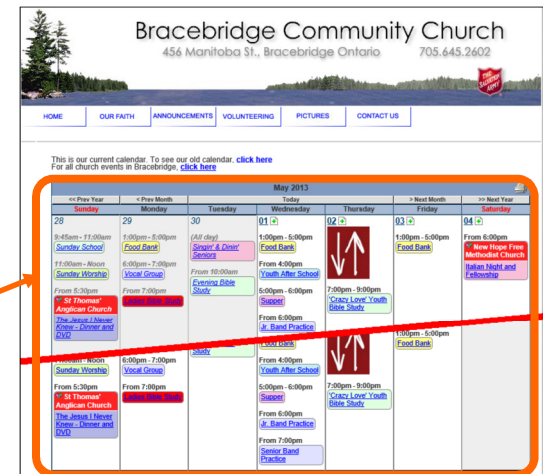 Bracebridge Community Church
456 Manitoba St., Bracebridge Ontario 705.645.2602
THE SALVATION ARMY
HOME OUR FAITH ANNOUNCEMENTS VOLUNTEERING PICTURES CONTACT US
This is our current calendar. To see our old calendar, click here
For all church events in Bracebridge, click here
May 2013
<< Prev Year < Prev Month Today > Next Month >> Next Year
Sunday Monday Tuesday Wednesday Thursday Friday Saturday
28
9:45am - 11:00am
Sunday School
11:00am - Noon
Sunday Worship
From 5:30pm
St Thomas'
Anglican Church
The Jesus I Never
Knew - Dinner and
DVD
Noon
Sunday Worship
From 5:30pm
St Thomas'
Anglican Church
The Jesus I Never
Knew - Dinner and
DVD
29
1:00pm - 5:00pm
Food Bank
6:00pm - 7:00pm
Vocal Group
From 7:00pm
Ladies Bible Study
6:00pm - 7:00pm
Vocal Group
From 7:00pm
Ladies Bible Study
30
(All day)
Singin' & Dinin'
Seniors
From 10:00am
Evening Bible
Study
Study
01
1:00pm - 5:00pm
Food Bank
From 4:00pm
Youth After School
5:00pm - 6:00pm
Supper
From 6:00pm
Jr. Band Practice
Food Bank
From 4:00pm
Youth After School
5:00pm - 6:00pm
Supper
From 6:00pm
Jr. Band Practice
From 7:00pm
Senior Band
Practice
02
7:00pm - 9:00pm
'Crazy Love' Youth
Bible Study
7:00pm - 9:00pm
'Crazy Love' Youth
Bible Study
03
1:00pm - 5:00pm
Food Bank
1:00pm - 5:00pm
Food Bank
04
From 6:00pm
New Hope Free
Methodist Church
Italian Night and
Fellowship